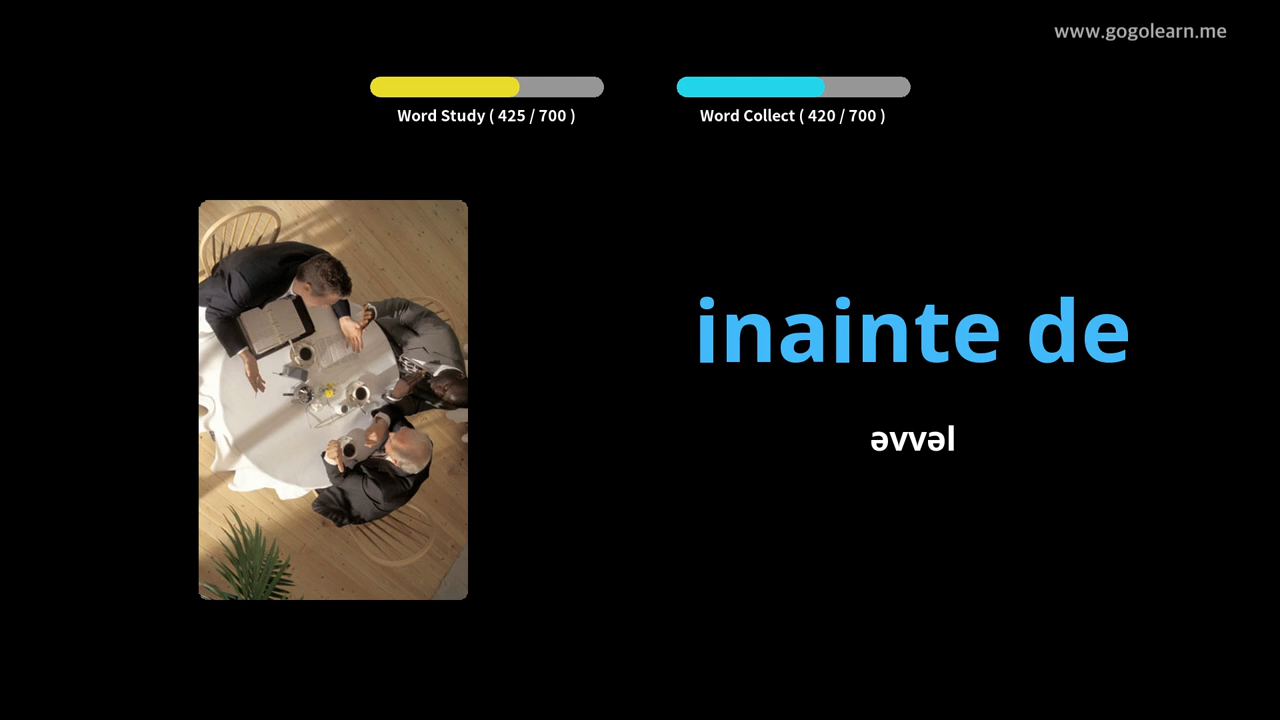 www.gogolearn.me
Word Study ( 425 / 700 )
Word Collect ( 420 / 700 )
inainte de
əvvəl